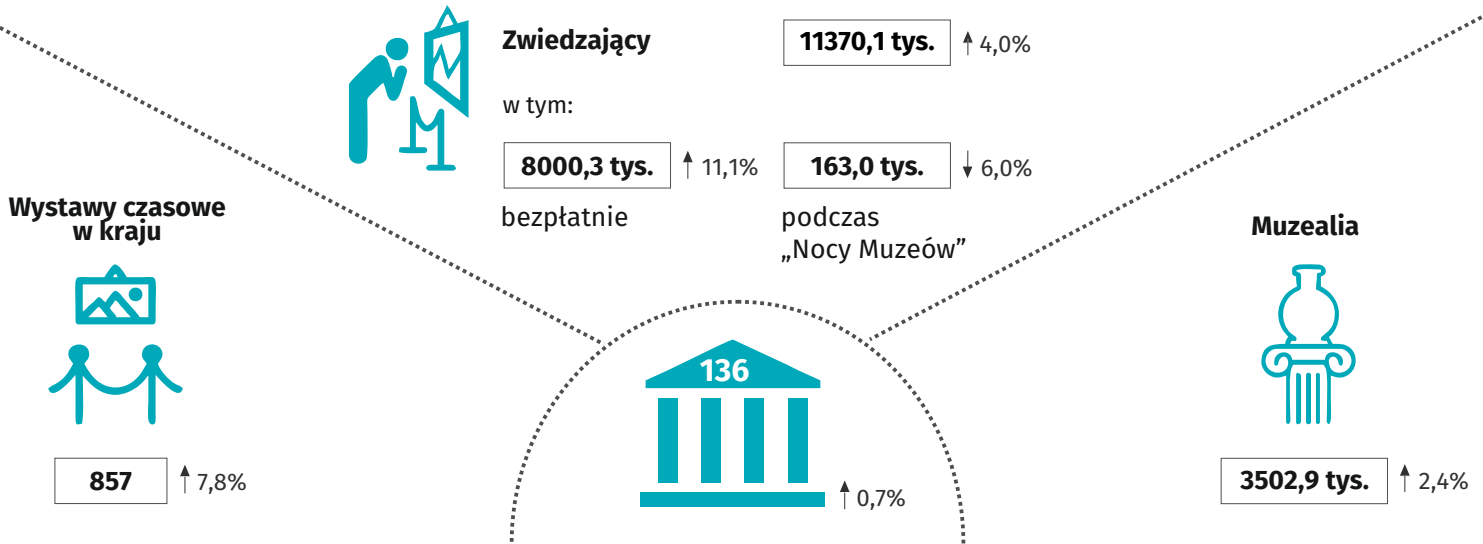 Zwiedzający
11370,1 tys.
4,0%
w tym:
8000,3 tys.
11,1%
163,0 tys.
6,0%
bezpłatnie
podczas
„Nocy Muzeów”
Wystawy czasowe
w kraju
857
7,8%
136
0,7%
Muzealia
3502,9 tys.
2,4%